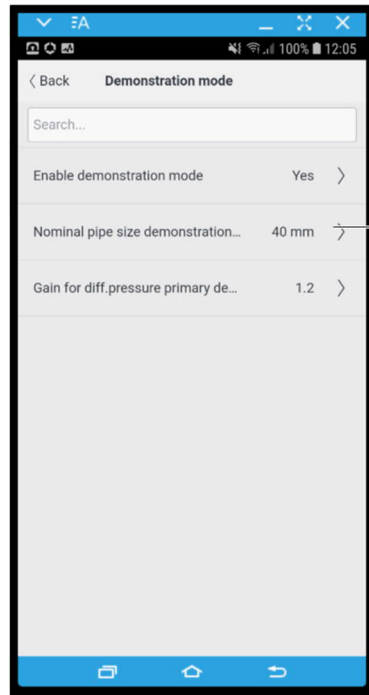 ΞA
100% 12:05
Back Demonstration mode
Search...
Enable demonstration mode Yes
Nominal pipe size demonstration... 40 mm
Gain for diff.pressure primary de... 1.2